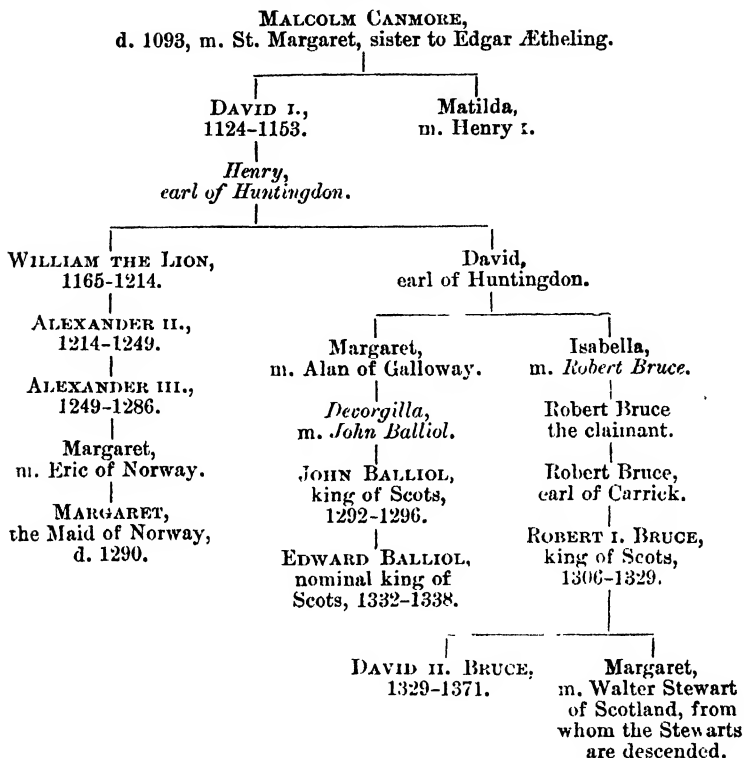 MALCOLM CANMORE,
d. 1093, m. St. Margaret, sister to Edgar Ætheling.
DAVID I.,
1124-1153.
Matilda,
m. Henry I.
Henry,
earl of Huntingdon.
WILLIAM THE LION,
1165-1214.
ALEXANDER II.,
1214-1249.
ALEXANDER III.,
1249-1286.
Margaret,
m. Eric of Norway.
MARGARET,
the Maid of Norway,
d. 1290.
David,
earl of Huntingdon.
Margaret,
m. Alan of Galloway.
Devorgilla,
m. John Balliol.
JOHN BALLIOL,
king of Scots,
1292-1296.
EDWARD BALLIOL,
nominal king of
Scots, 1332-1338.
Isabella,
m. Robert Bruce.
Robert Bruce
the claimant.
Robert Bruce,
earl of Carrick.
ROBERT I. BRUCE,
king of Scots,
1306-1329.
DAVID II. BRUCE,
1329-1371.
Margaret,
m. Walter Stewart
of Scotland, from
whom the Stewarts
are descended.